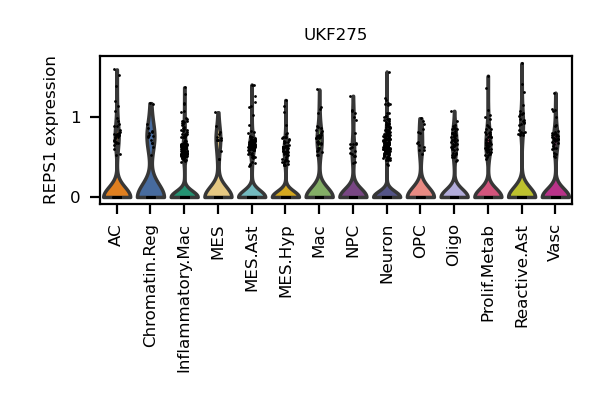 UKF275
REPS1 expression
1
0
AC
Chromatin.Reg
Inflammatory.Mac
MES
MES.Ast
MES.Hyp
Mac
NPC
Neuron
OPC
Oligo
Prolif.Metab
Reactive.Ast
Vasc